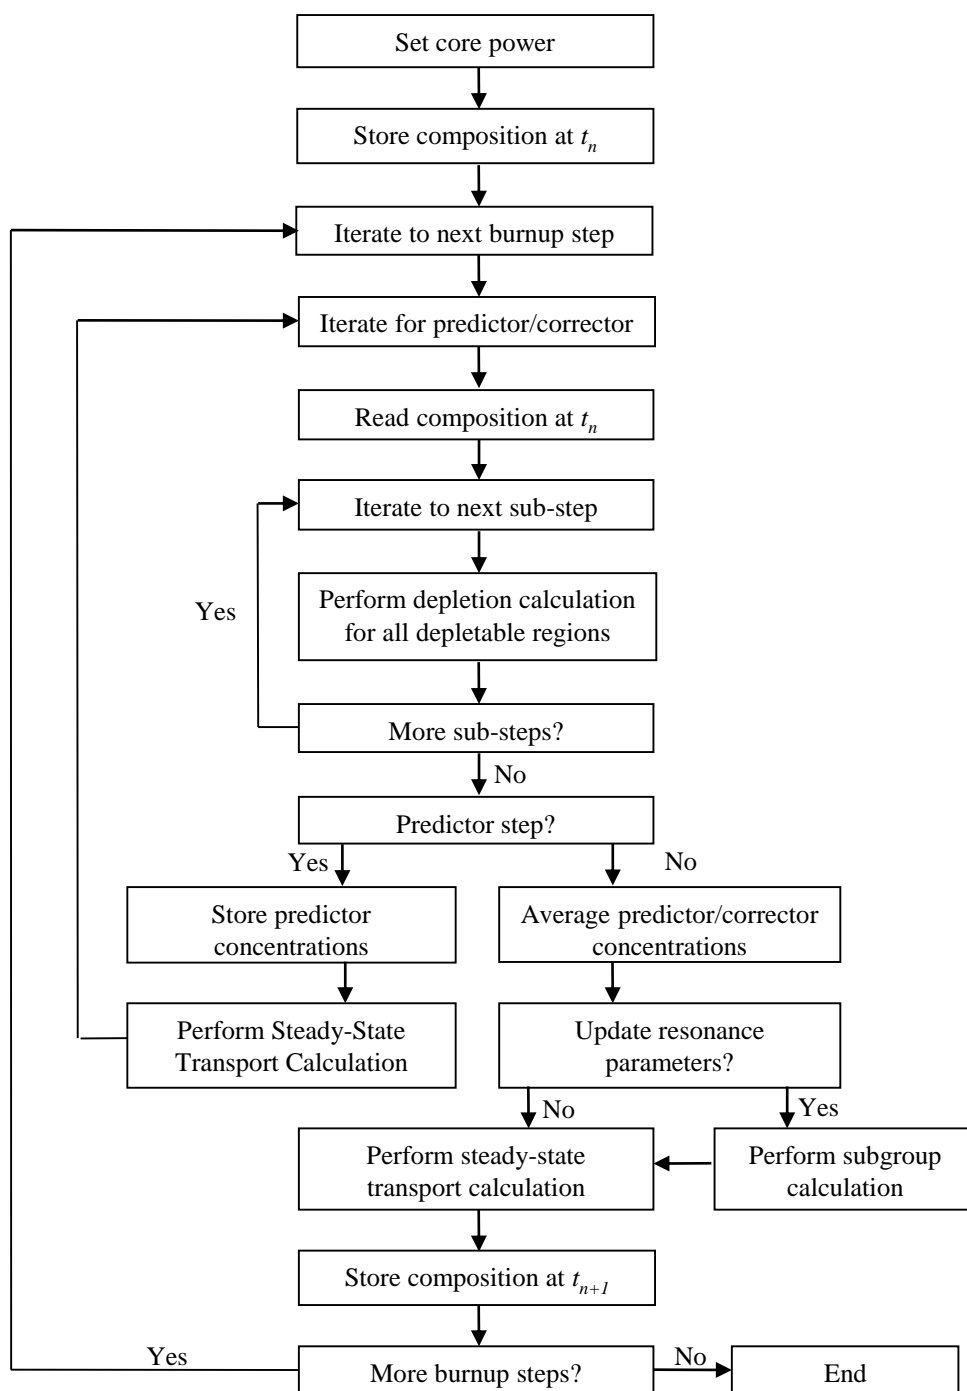 Set core power
Store composition at tn
Iterate to next burnup step
Iterate for predictor/corrector
Read composition at tn
Iterate to next sub-step
Perform depletion calculation
for all depletable regions
Yes
More sub-steps?
No
Predictor step?
Yes
No
Store predictor
concentrations
Average predictor/corrector
concentrations
Perform Steady-State
Transport Calculation
Update resonance
parameters?
No
Yes
Perform steady-state
transport calculation
Perform subgroup
calculation
Store composition at tn+1
Yes
More burnup steps?
No
End